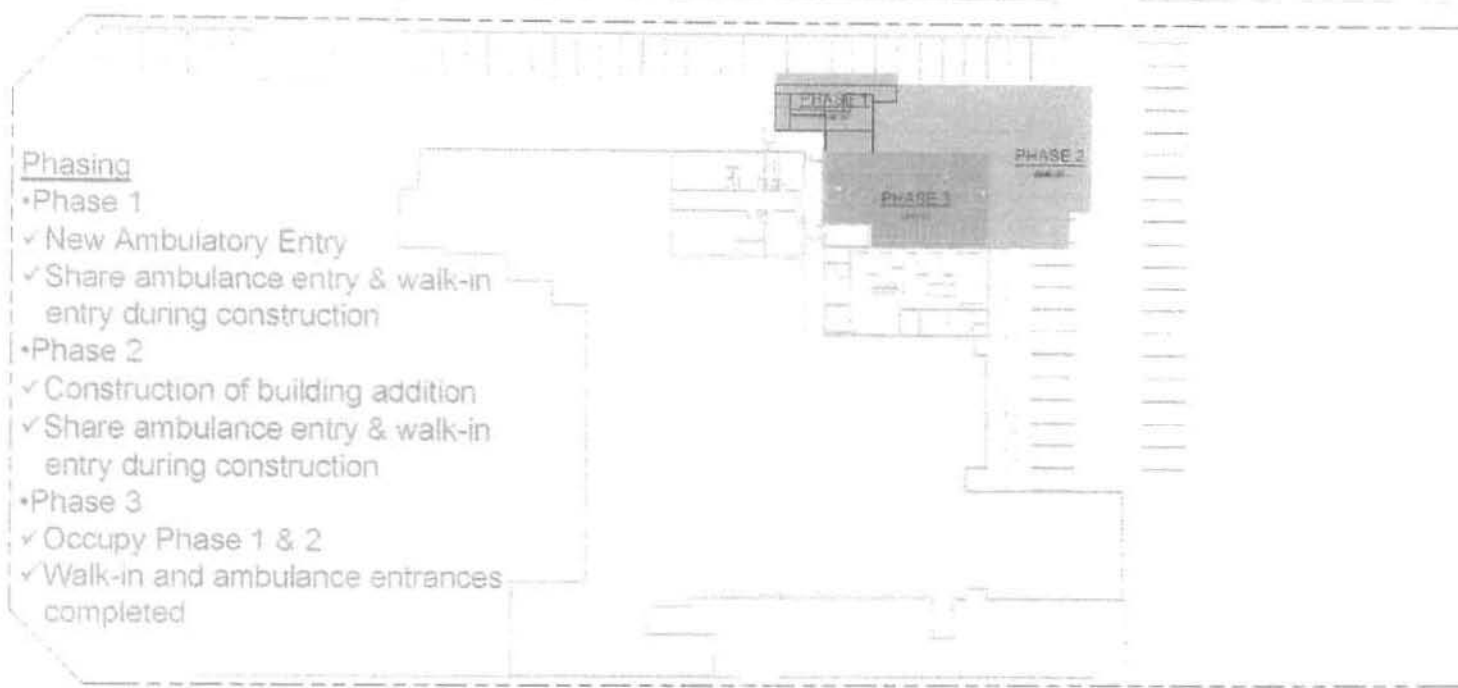 Phasing
•Phase 1
✓ New Ambulatory Entry
✓ Share ambulance entry & walk-in
entry during construction
•Phase 2
✓ Construction of building addition
✓ Share ambulance entry & walk-in
entry during construction
•Phase 3
✓ Occupy Phase 1 & 2
✓ Walk-in and ambulance entrances
completed
PHASE 1
PHASE 2
PHASE 3